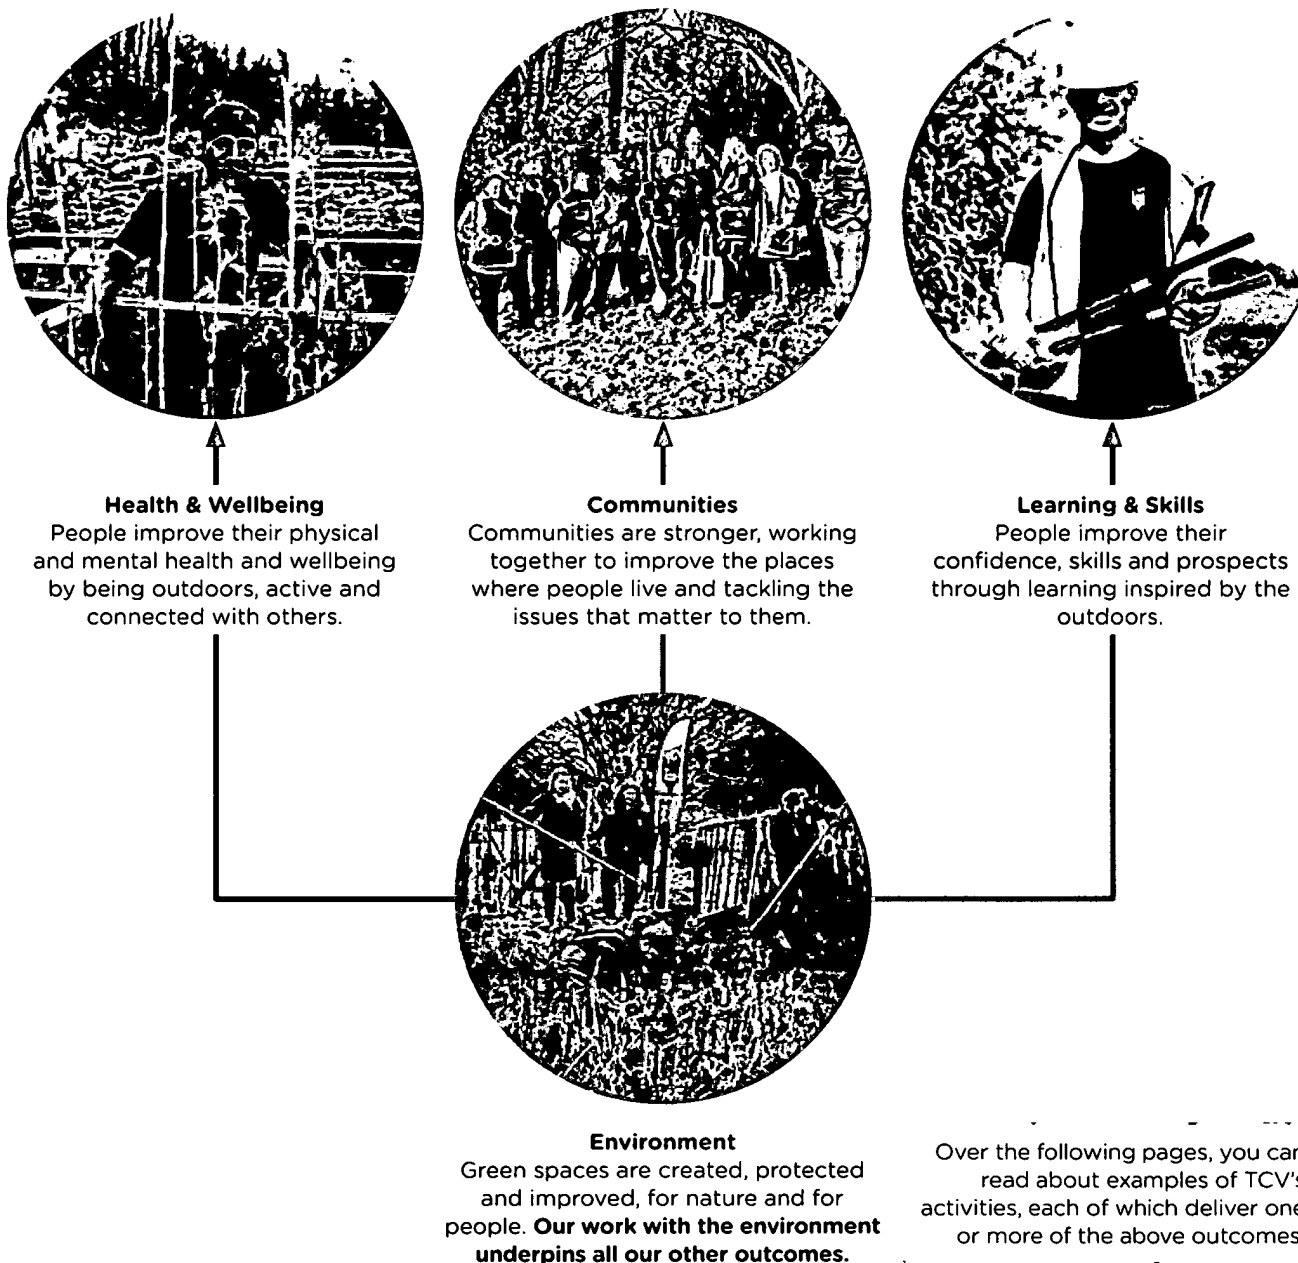 Health & Wellbeing
People improve their physical
and mental health and wellbeing
by being outdoors, active and
connected with others.
Communities
Communities are stronger, working
together to improve the places
where people live and tackling the
issues that matter to them.
Learning & Skills
People improve their
confidence, skills and prospects
through learning inspired by the
outdoors.
Environment
Green spaces are created, protected
and improved, for nature and for
people. Our work with the environment
underpins all our other outcomes.
Over the following pages, you can
read about examples of TCV's
activities, each of which deliver one
or more of the above outcomes